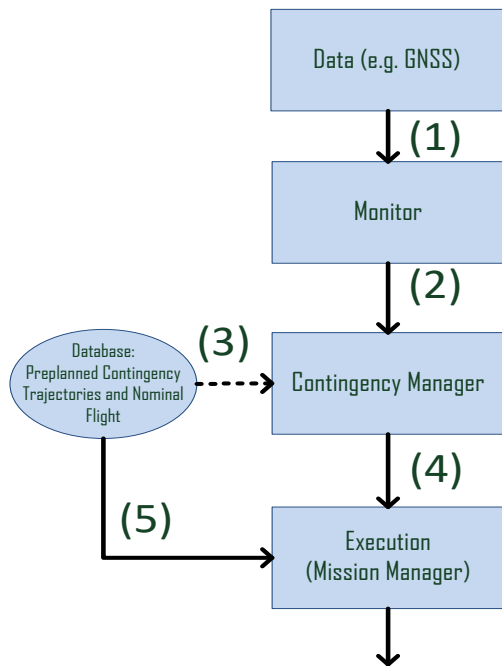 Data (e.g. GNSS)
(1)
Monitor
(2)
Database:
Preplanned Contingency
Trajectories and Nominal
Flight
(3)
Contingency Manager
(4)
(5)
Execution
(Mission Manager)